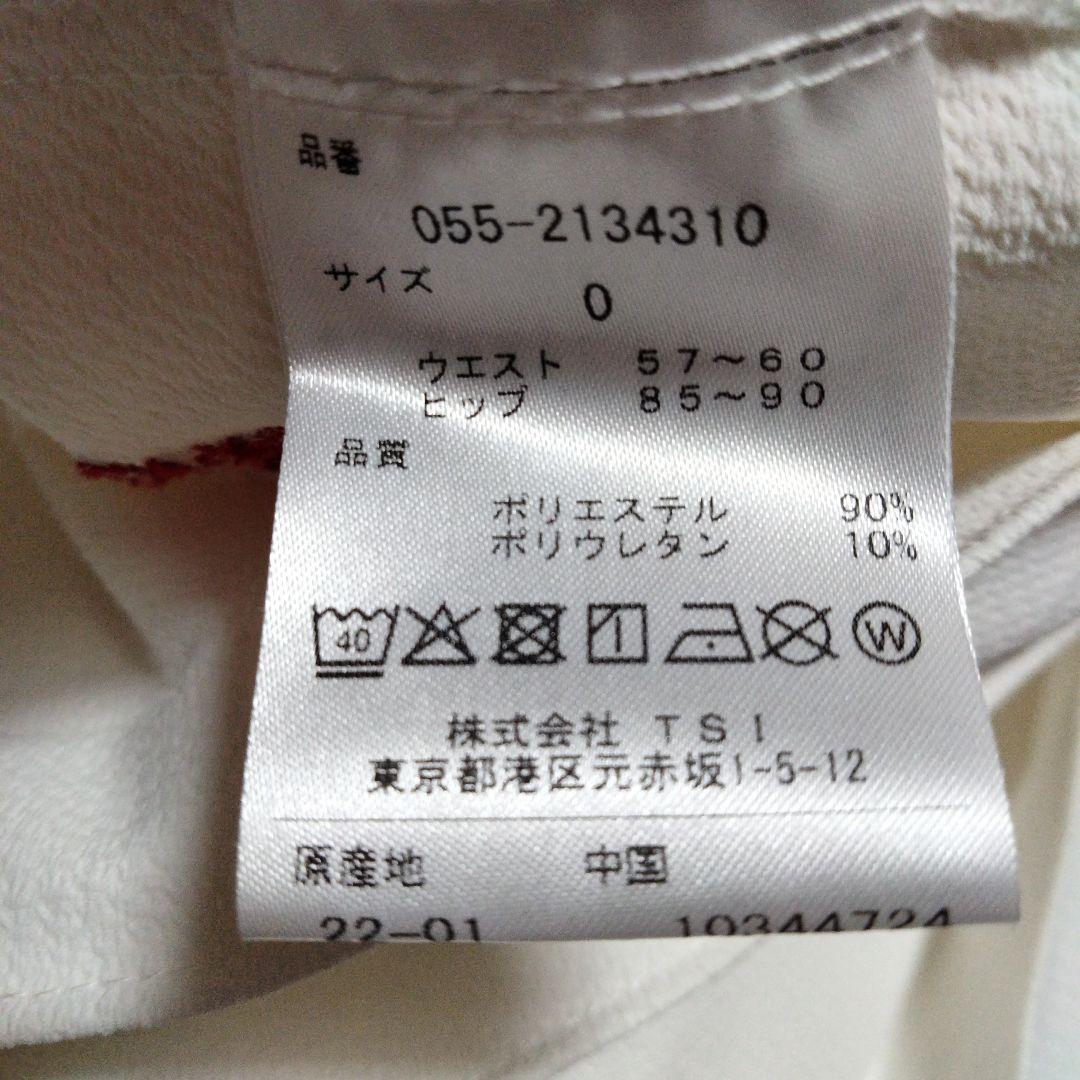 品番
055-2134310
サイズ 0
ウエスト 57～60
ヒップ 85～90
品質
ポリエステル 90%
ポリウレタン 10%
40 W
株式会社 TSI
東京都港区元赤坂1-5-12
原産地 中国
22-01 10344724